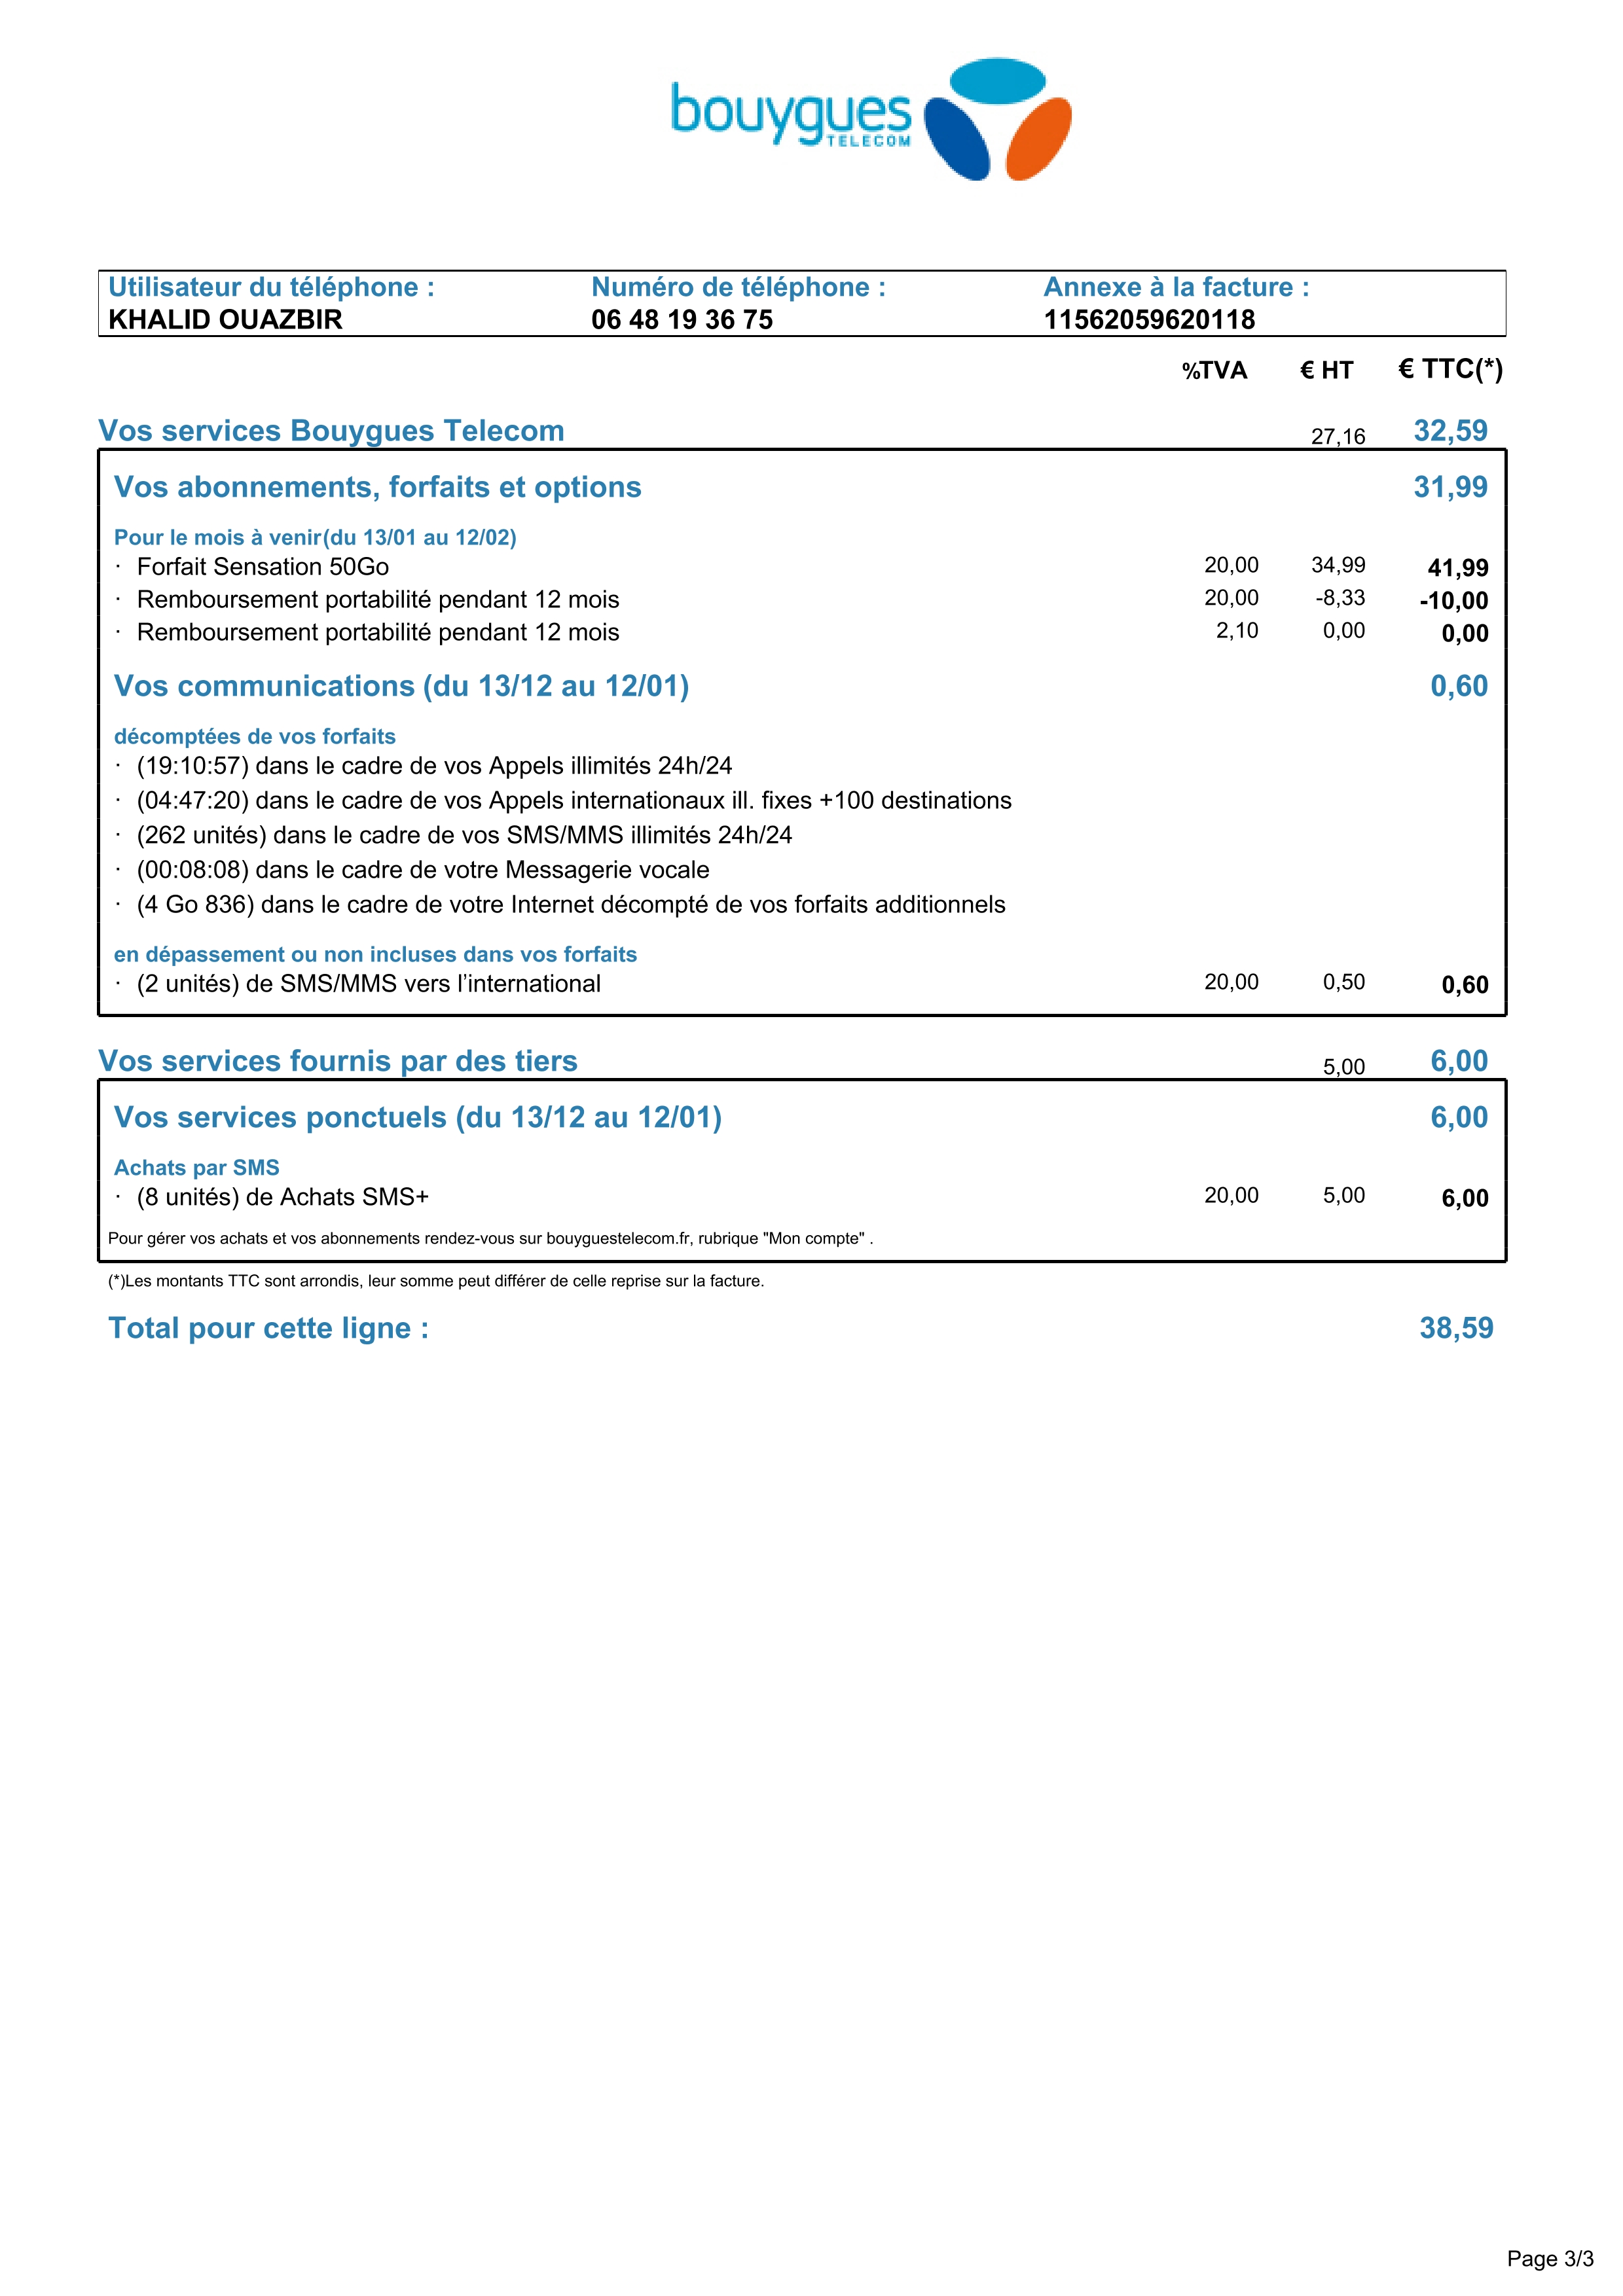 bouygues
TELECOM
Utilisateur du téléphone : Numéro de téléphone : Annexe à la facture :
KHALID OUAZBIR 06 48 19 36 75 11562059620118
%TVA € HT € TTC(*)
Vos services Bouygues Telecom 27,16 32,59
Vos abonnements, forfaits et options 31,99
Pour le mois à venir(du 13/01 au 12/02)
· Forfait Sensation 50Go 20,00 34,99 41,99
· Remboursement portabilité pendant 12 mois 20,00 -8,33 -10,00
· Remboursement portabilité pendant 12 mois 2,10 0,00 0,00
Vos communications (du 13/12 au 12/01) 0,60
décomptées de vos forfaits
· (19:10:57) dans le cadre de vos Appels illimités 24h/24
· (04:47:20) dans le cadre de vos Appels internationaux ill. fixes +100 destinations
· (262 unités) dans le cadre de vos SMS/MMS illimités 24h/24
· (00:08:08) dans le cadre de votre Messagerie vocale
· (4 Go 836) dans le cadre de votre Internet décompté de vos forfaits additionnels
en dépassement ou non incluses dans vos forfaits
· (2 unités) de SMS/MMS vers l’international 20,00 0,50 0,60
Vos services fournis par des tiers 5,00 6,00
Vos services ponctuels (du 13/12 au 12/01) 6,00
Achats par SMS
· (8 unités) de Achats SMS+ 20,00 5,00 6,00
Pour gérer vos achats et vos abonnements rendez-vous sur bouyguestelecom.fr, rubrique "Mon compte" .
(*)Les montants TTC sont arrondis, leur somme peut différer de celle reprise sur la facture.
Total pour cette ligne : 38,59
Page 3/3